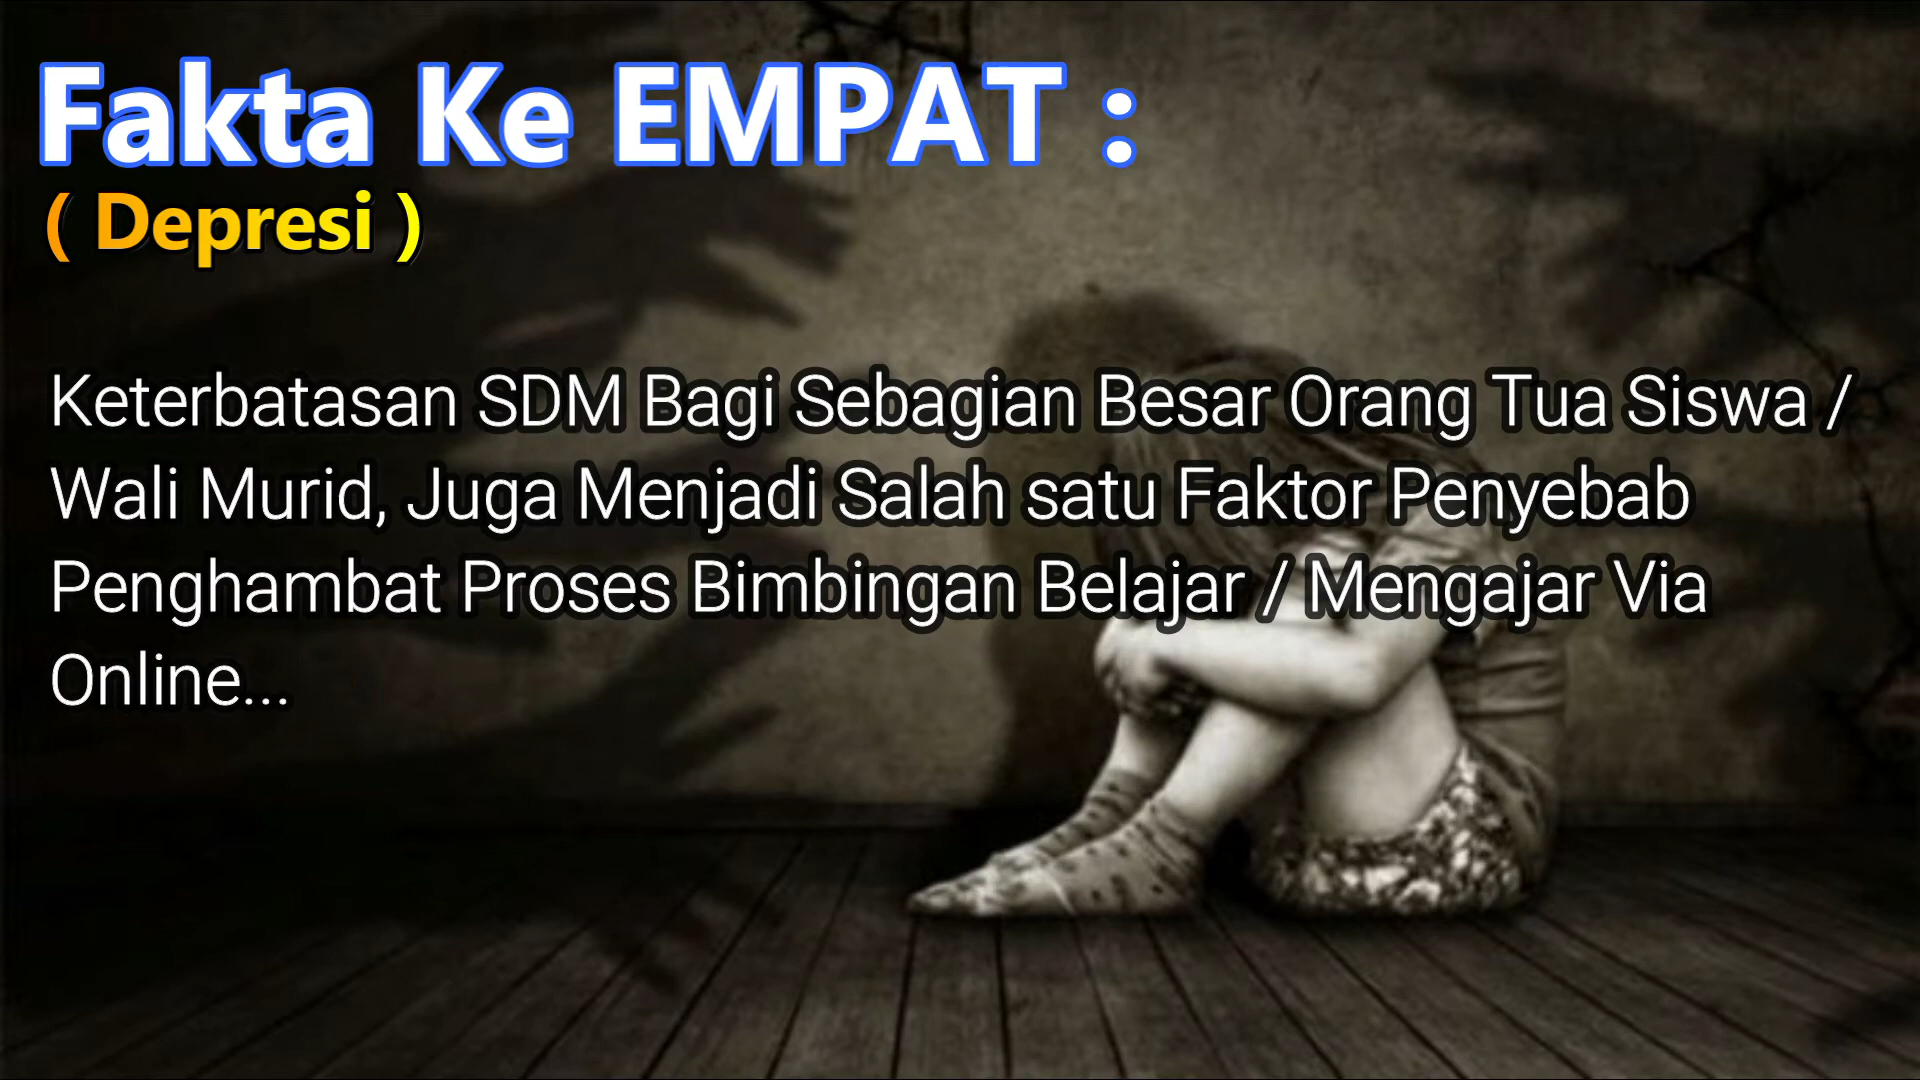 Fakta Ke EMPAT :
( Depresi )
Keterbatasan SDM Bagi Sebagian Besar Orang Tua Siswa /
Wali Murid, Juga Menjadi Salah satu Faktor Penyebab
Penghambat Proses Bimbingan Belajar / Mengajar Via
Online...